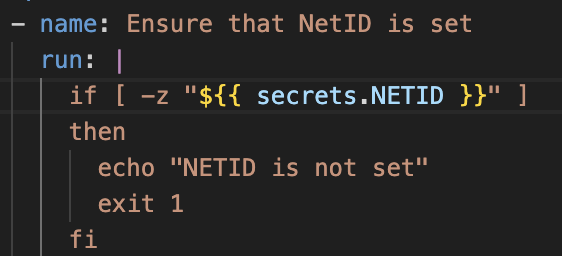 - name: Ensure that NetID is set
run: |
if [ -z "${{ secrets.NETID }}" ]
then
echo "NETID is not set"
exit 1
fi